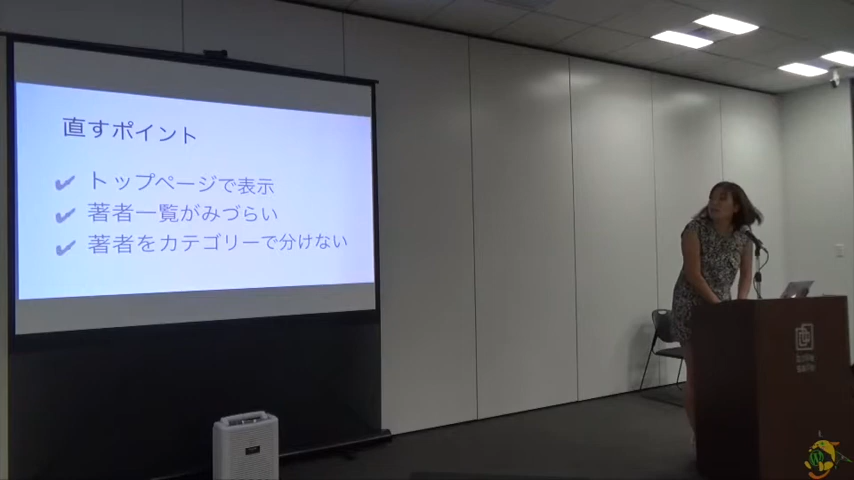 直すポイント
トップページで表示
著者一覧がみづらい
著者をカテゴリーで分けない